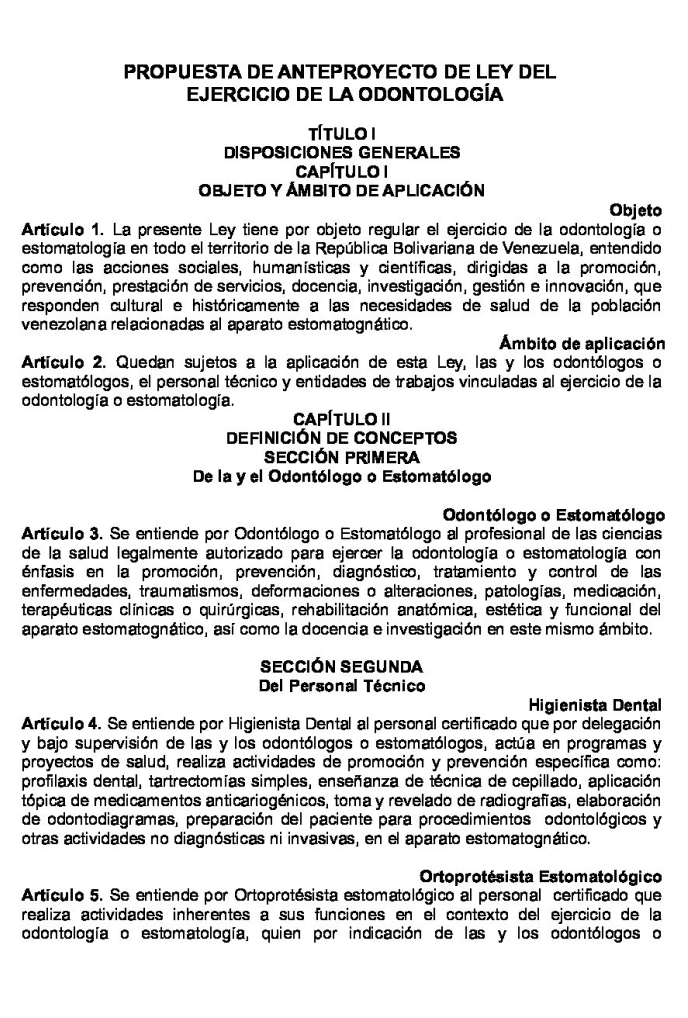 PROPUESTA DE ANTEPROYECTO DE LEY DEL
EJERCICIO DE LA ODONTOLOGÍA
TÍTULO I
DISPOSICIONES GENERALES
CAPÍTULO I
OBJETO Y ÁMBITO DE APLICACIÓN
Objeto
Artículo 1. La presente Ley tiene por objeto regular el ejercicio de la odontología o
estomatología en todo el territorio de la República Bolivariana de Venezuela, entendido
como las acciones sociales, humanísticas y científicas, dirigidas a la promoción,
prevención, prestación de servicios, docencia, investigación, gestión e innovación, que
responden cultural e históricamente a las necesidades de salud de la población
venezolana relacionadas al aparato estomatognático.
Ámbito de aplicación
Artículo 2. Quedan sujetos a la aplicación de esta Ley, las y los odontólogos o
estomatólogos, el personal técnico y entidades de trabajos vinculadas al ejercicio de la
odontología o estomatología.
CAPÍTULO II
DEFINICIÓN DE CONCEPTOS
SECCIÓN PRIMERA
De la y el Odontólogo o Estomatólogo
Odontólogo o Estomatólogo
Artículo 3. Se entiende por Odontólogo o Estomatólogo al profesional de las ciencias
de la salud legalmente autorizado para ejercer la odontología o estomatología con
énfasis en la promoción, prevención, diagnóstico, tratamiento y control de las
enfermedades, traumatismos, deformaciones o alteraciones, patologías, medicación,
terapéuticas clínicas o quirúrgicas, rehabilitación anatómica, estética y funcional del
aparato estomatognático, así como la docencia e investigación en este mismo ámbito.
SECCIÓN SEGUNDA
Del Personal Técnico
Higienista Dental
Artículo 4. Se entiende por Higienista Dental al personal certificado que por delegación
y bajo supervisión de las y los odontólogos o estomatólogos, actúa en programas y
proyectos de salud, realiza actividades de promoción y prevención específica como:
profilaxis dental, tartrectomías simples, enseñanza de técnica de cepillado, aplicación
tópica de medicamentos anticariogénicos, toma y revelado de radiografías, elaboración
de odontodiagramas, preparación del paciente para procedimientos odontológicos y
otras actividades no diagnósticas ni invasivas, en el aparato estomatognático.
Ortoprotésista Estomatológico
Artículo 5. Se entiende por Ortoprotésista estomatológico al personal certificado que
realiza actividades inherentes a sus funciones en el contexto del ejercicio de la
odontología o estomatología, quien por indicación de las y los odontólogos o